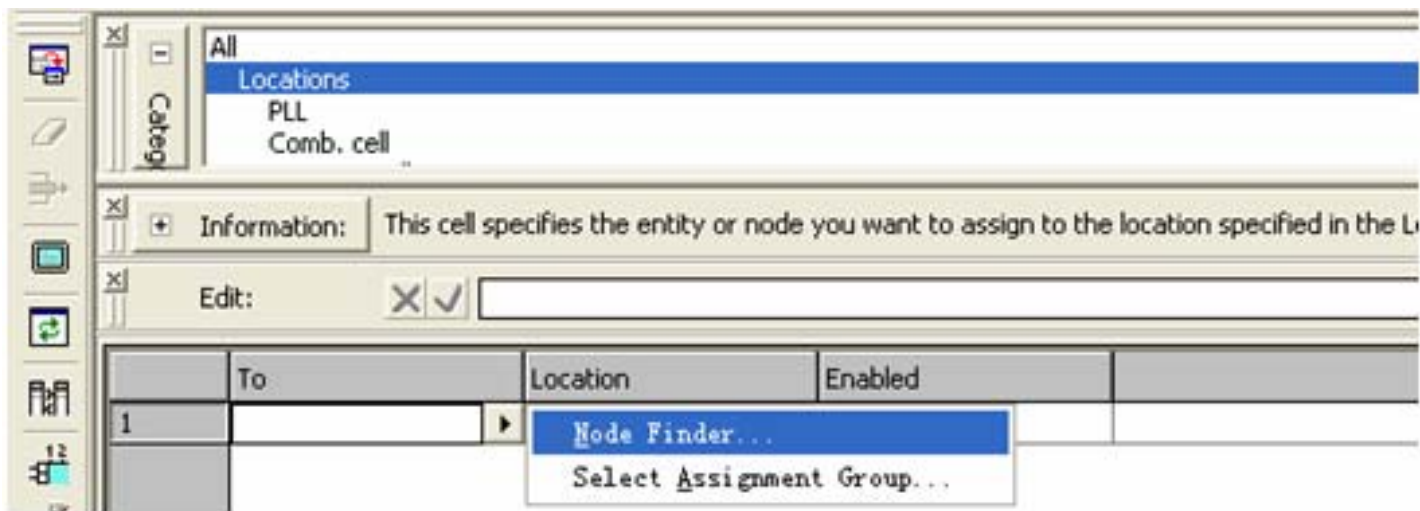 All
Locations
PLL
Comb. cell
Categ
Information: This cell specifies the entity or node you want to assign to the location specified in the L
Edit:
To Location Enabled
1
Node Finder...
Select Assignment Group...
12